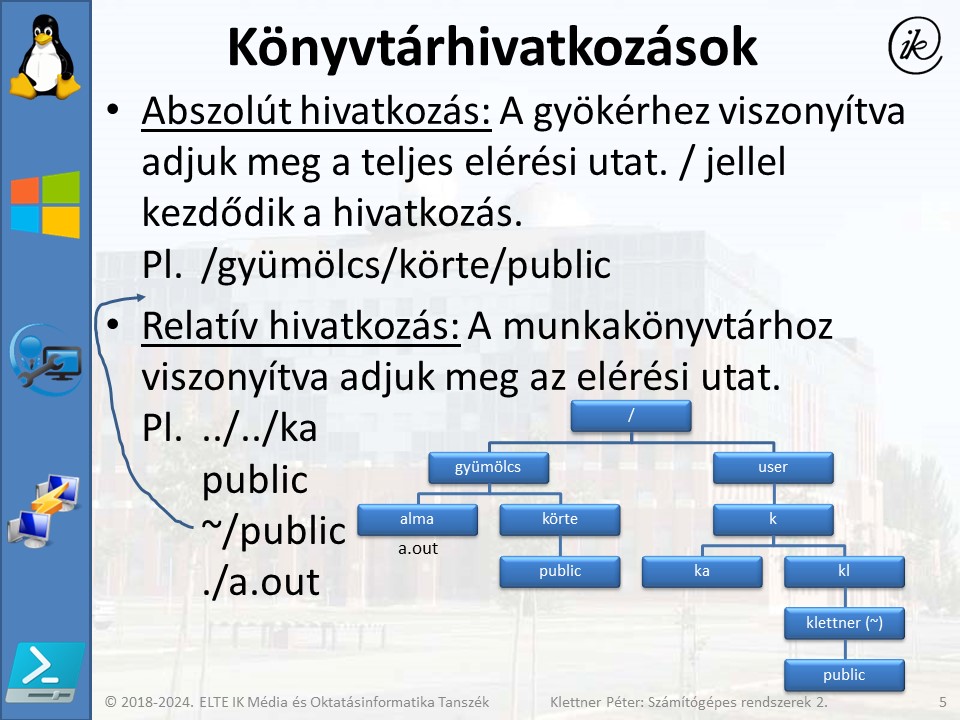 Könyvtárhivatkozások
ik
• Abszolút hivatkozás: A gyökérhez viszonyítva
adjuk meg a teljes elérési utat. / jellel
kezdődik a hivatkozás.
Pl. /gyümölcs/körte/public
• Relatív hivatkozás: A munkakönyvtárhoz
viszonyítva adjuk meg az elérési utat.
Pl. ../../ka
public
~/public
./a.out
/
gyümölcs
user
alma
körte
k
a.out
public
ka
kl
klettner (~)
public
© 2018-2024. ELTE IK Média és Oktatásinformatika Tanszék
Klettner Péter: Számítógépes rendszerek 2.
5